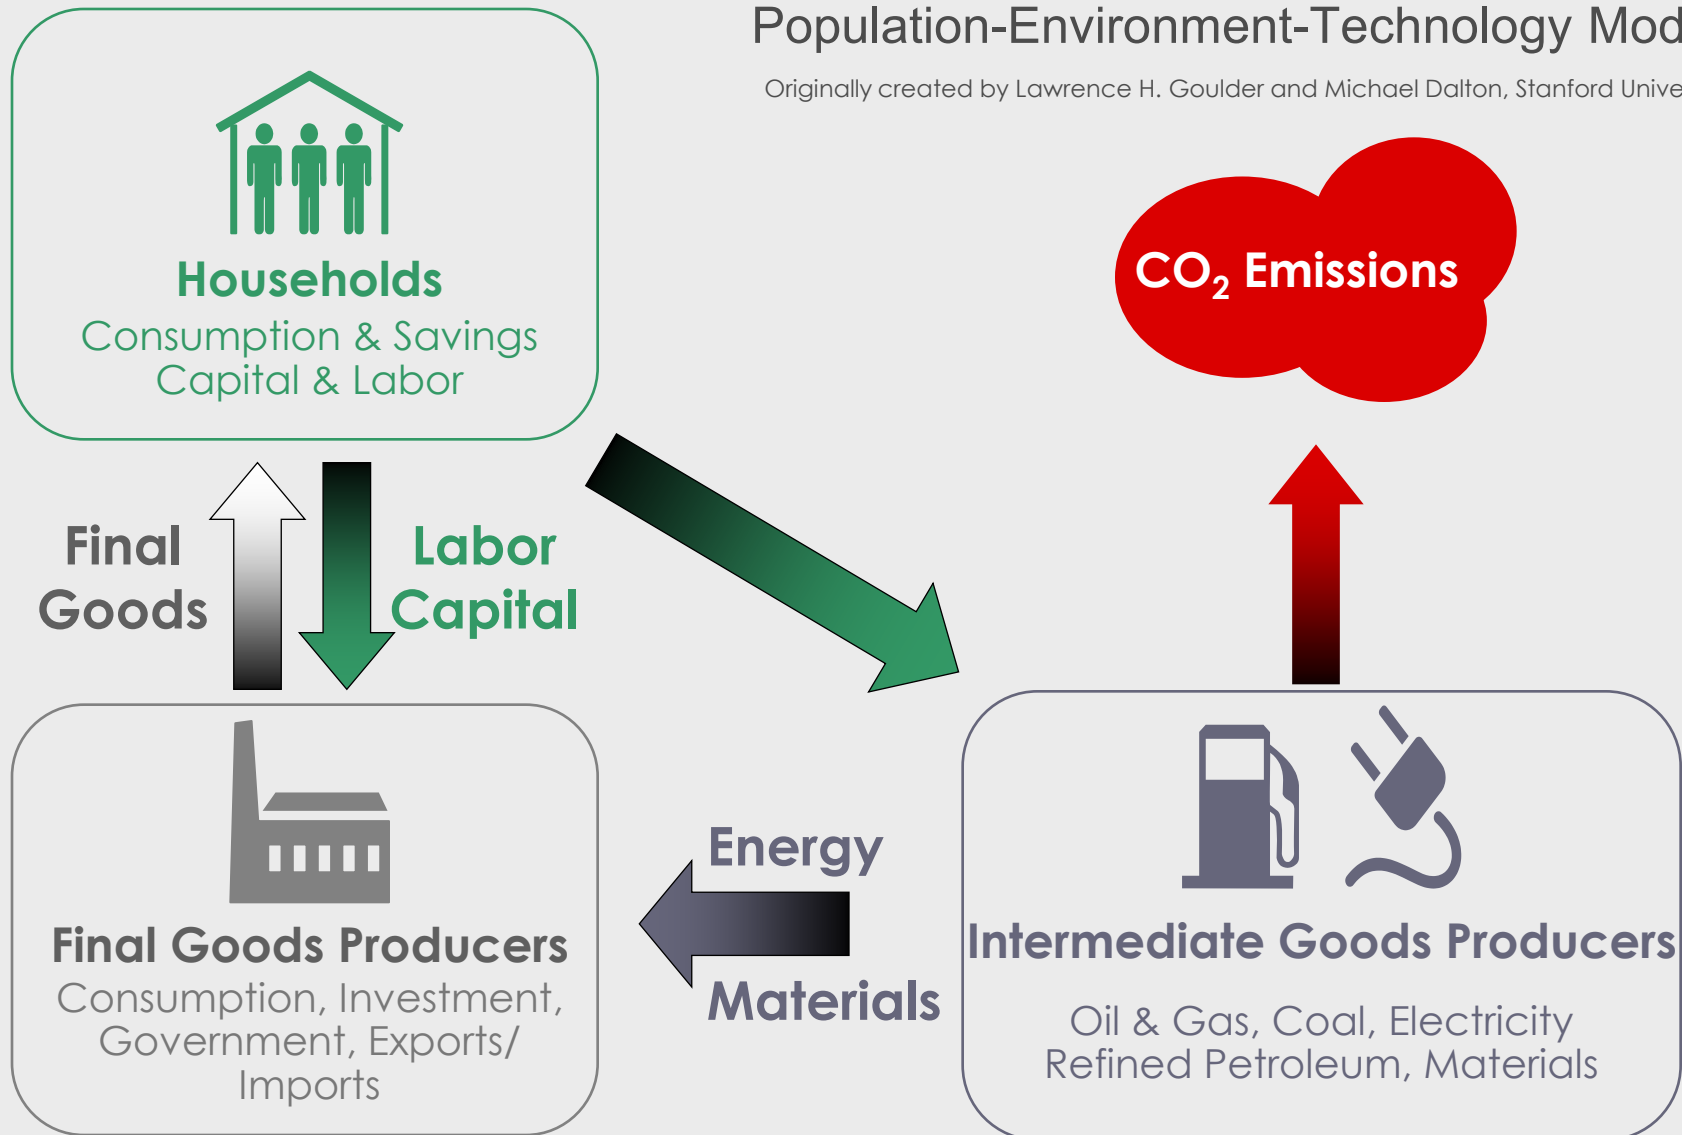 Population-Environment-Technology Mod
Originally created by Lawrence H. Goulder and Michael Dalton, Stanford Unive
Households
Consumption & Savings
Capital & Labor
CO₂ Emissions
Final
Goods
Labor
Capital
Energy
Materials
Final Goods Producers
Consumption, Investment,
Government, Exports/
Imports
Intermediate Goods Producers
Oil & Gas, Coal, Electricity
Refined Petroleum, Materials